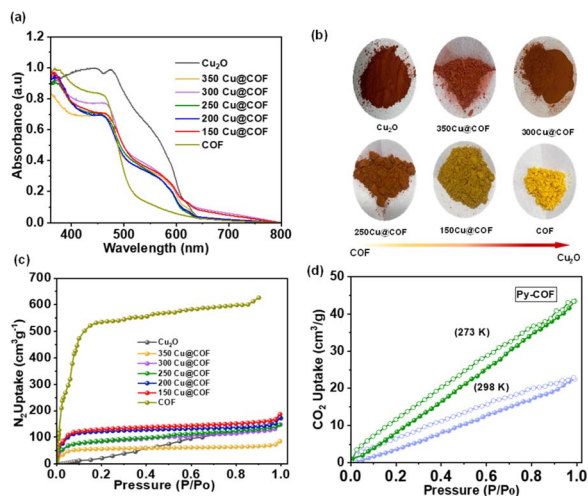 (a)
Absorbance (a.u)
1.2
1.0
0.8
0.6
0.4
0.2
0.0
400 500 600 700 800
Wavelength (nm)
Cu₂O
350 Cu@COF
300 Cu@COF
250 Cu@COF
200 Cu@COF
150 Cu@COF
COF
(b)
Cu₂O
350Cu@COF
300Cu@COF
250Cu@COF
150Cu@COF
COF
COF
Cu₂O
(c)
N₂Uptake (cm³g⁻¹)
700
600
500
400
300
200
100
0
0.0 0.2 0.4 0.6 0.8 1.0
Pressure (P/Po)
Cu₂O
350 Cu@COF
300 Cu@COF
250 Cu@COF
200 Cu@COF
150 Cu@COF
COF
(d)
CO₂ Uptake (cm³/g)
50
40
30
20
10
0
0.0 0.2 0.4 0.6 0.8 1.0
Pressure (P/Po)
Py-COF
(273 K)
(298 K)